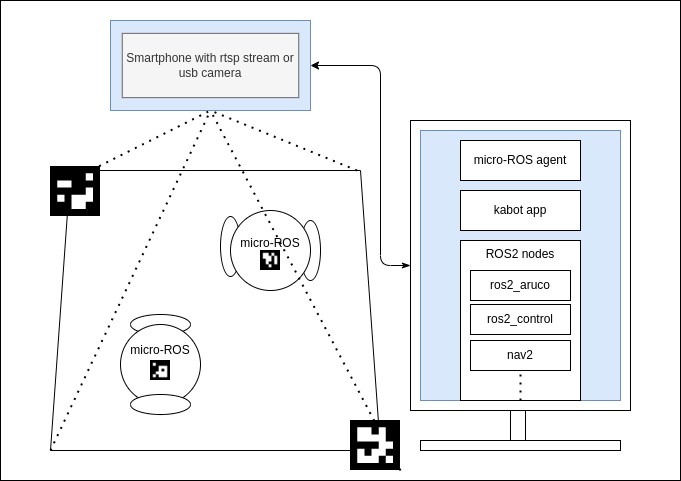 Smartphone with rtsp stream or
usb camera
micro-ROS agent
kabot app
ROS2 nodes
ros2_aruco
ros2_control
nav2
micro-ROS
micro-ROS